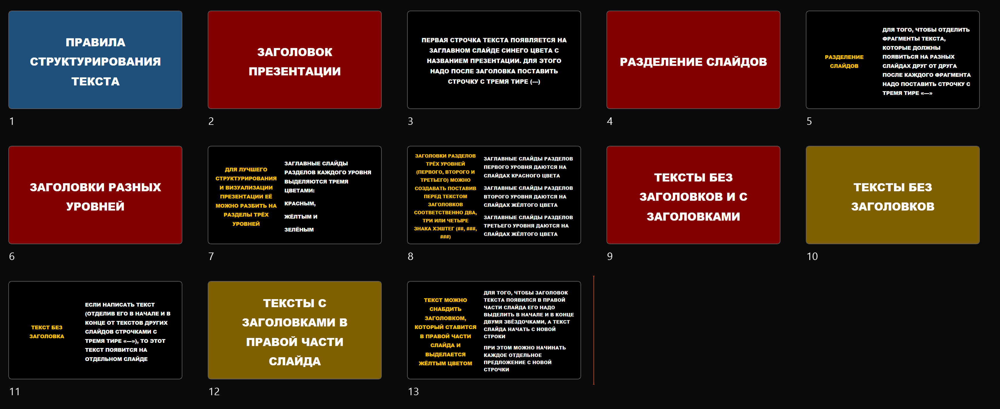 ПРАВИЛА
СТРУКТУРИРОВАНИЯ
ТЕКСТА
1
ЗАГОЛОВОК
ПРЕЗЕНТАЦИИ
2
ПЕРВАЯ СТРОЧКА ТЕКСТА ПОЯВЛЯЕТСЯ НА
ЗАГЛАВНОМ СЛАЙДЕ СИНЕГО ЦВЕТА С
НАЗВАНИЕМ ПРЕЗЕНТАЦИИ. ДЛЯ ЭТОГО
НАДО ПОСЛЕ ЗАГОЛОВКА ПОСТАВИТЬ
СТРОЧКУ С ТРЕМЯ ТИРЕ (---)
3
РАЗДЕЛЕНИЕ СЛАЙДОВ
4
РАЗДЕЛЕНИЕ
СЛАЙДОВ
ДЛЯ ТОГО, ЧТОБЫ ОТДЕЛИТЬ
ФРАГМЕНТЫ ТЕКСТА,
КОТОРЫЕ ДОЛЖНЫ
ПОЯВИТЬСЯ НА РАЗНЫХ
СЛАЙДАХ ДРУГ ОТ ДРУГА
ПОСЛЕ КАЖДОГО ФРАГМЕНТА
НАДО ПОСТАВИТЬ СТРОЧКУ С
ТРЕМЯ ТИРЕ «---»
5
ЗАГОЛОВКИ РАЗНЫХ
УРОВНЕЙ
6
ДЛЯ ЛУЧШЕГО
СТРУКТУРИРОВАНИЯ
И ВИЗУАЛИЗАЦИИ
ПРЕЗЕНТАЦИИ ЕЁ
МОЖНО РАЗБИТЬ НА
РАЗДЕЛЫ ТРЁХ
УРОВНЕЙ
ЗАГЛАВНЫЕ СЛАЙДЫ
РАЗДЕЛОВ КАЖДОГО УРОВНЯ
ВЫДЕЛЯЮТСЯ ТРЕМЯ
ЦВЕТАМИ:
КРАСНЫМ,
ЖЁЛТЫМ И
ЗЕЛЁНЫМ
7
ЗАГОЛОВКИ РАЗДЕЛОВ
ТРЁХ УРОВНЕЙ
(ПЕРВОГО, ВТОРОГО И
ТРЕТЬЕГО) МОЖНО
СОЗДАВАТЬ ПОСТАВИВ
ПЕРЕД ТЕКСТОМ
ЗАГОЛОВКОВ
СООТВЕТСТВЕННО ДВА,
ТРИ ИЛИ ЧЕТЫРЕ
ЗНАКА ХЭШТЕГ (##, ###,
###)
ЗАГЛАВНЫЕ СЛАЙДЫ РАЗДЕЛОВ
ПЕРВОГО УРОВНЯ ДАЮТСЯ НА
СЛАЙДАХ КРАСНОГО ЦВЕТА
ЗАГЛАВНЫЕ СЛАЙДЫ РАЗДЕЛОВ
ВТОРОГО УРОВНЯ ДАЮТСЯ НА
СЛАЙДАХ ЖЁЛТОГО ЦВЕТА
ЗАГЛАВНЫЕ СЛАЙДЫ РАЗДЕЛОВ
ТРЕТЬЕГО УРОВНЯ ДАЮТСЯ НА
СЛАЙДАХ ЖЁЛТОГО ЦВЕТА
8
ТЕКСТЫ БЕЗ
ЗАГОЛОВКОВ И С
ЗАГОЛОВКАМИ
9
ТЕКСТЫ БЕЗ
ЗАГОЛОВКОВ
10
ТЕКСТ БЕЗ
ЗАГОЛОВКА
ЕСЛИ НАПИСАТЬ ТЕКСТ
(ОТДЕЛИВ ЕГО В НАЧАЛЕ И В
КОНЦЕ ОТ ТЕКСТОВ ДРУГИХ
СЛАЙДОВ СТРОЧКАМИ С
ТРЕМЯ ТИРЕ «---»), ТО ЭТОТ
ТЕКСТ ПОЯВИТСЯ НА
ОТДЕЛЬНОМ СЛАЙДЕ
11
ТЕКСТЫ С
ЗАГОЛОВКАМИ В
ПРАВОЙ ЧАСТИ
СЛАЙДА
12
ТЕКСТ МОЖНО
СНАБДИТЬ
ЗАГОЛОВКОМ,
КОТОРЫЙ СТАВИТСЯ
В ПРАВОЙ ЧАСТИ
СЛАЙДА И
ВЫДЕЛАЕТСЯ
ЖЁЛТЫМ ЦВЕТОМ
ДЛЯ ТОГО, ЧТОБЫ ЗАГОЛОВОК
ТЕКСТА ПОЯВИЛСЯ В ПРАВОЙ
ЧАСТИ СЛАЙДА ЕГО НАДО
ВЫДЕЛИТЬ В НАЧАЛЕ И В КОНЦЕ
ДВУМЯ ЗВЁЗДОЧКАМИ, А ТЕКСТ
СЛАЙДА НАЧАТЬ С НОВОЙ
СТРОКИ
ПРИ ЭТОМ МОЖНО НАЧИНАТЬ
КАЖДОЕ ОТДЕЛЬНОЕ
ПРЕДЛОЖЕНИЕ С НОВОЙ
СТРОЧКИ
13